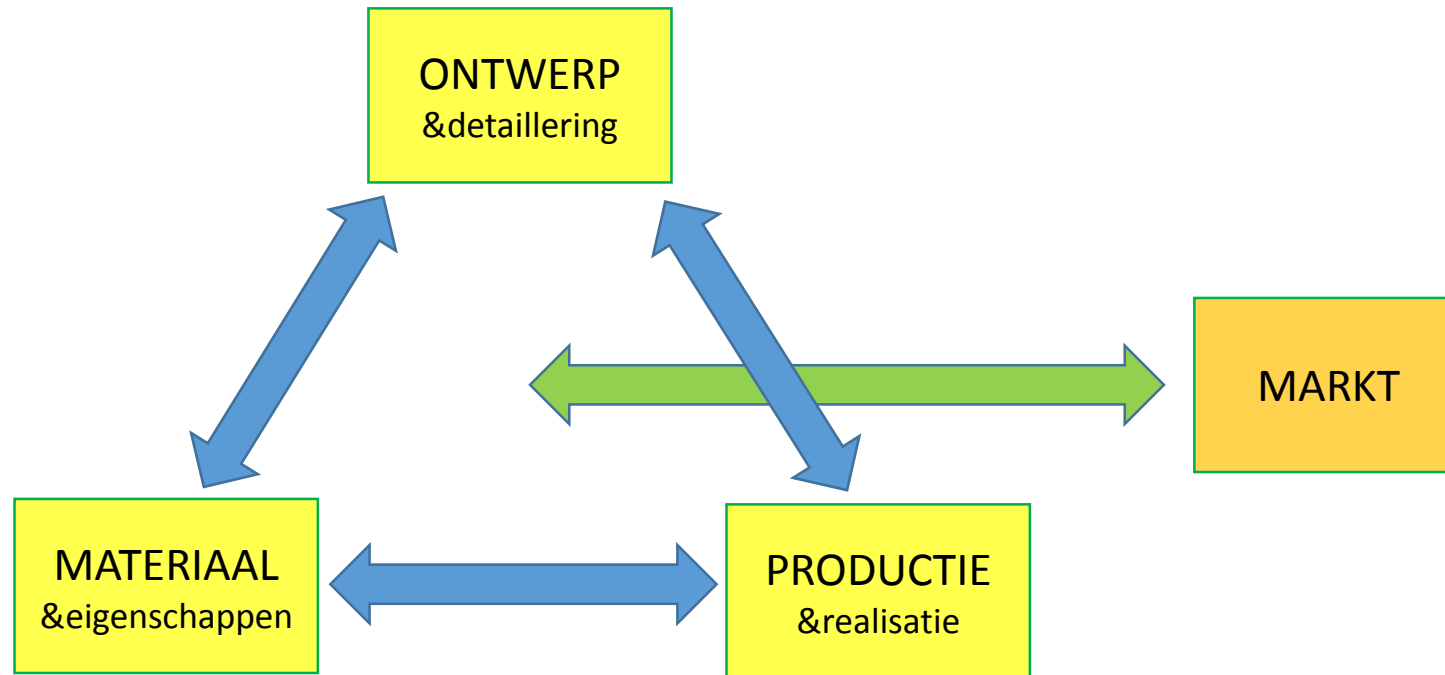 ONTWERP
&detaillering
MARKT
MATERIAAL
&eigenschappen
PRODUCTIE
&realisatie